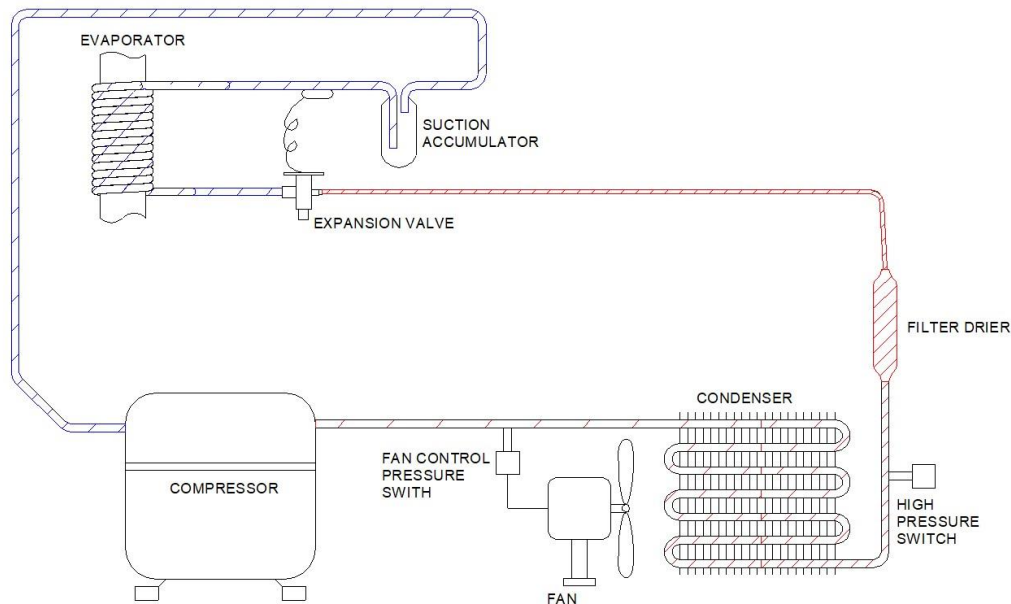 EVAPORATOR
SUCTION
ACCUMULATOR
EXPANSION VALVE
FILTER DRIER
CONDENSER
FAN CONTROL
PRESSURE
SWITH
COMPRESSOR
HIGH
PRESSURE
SWITCH
FAN